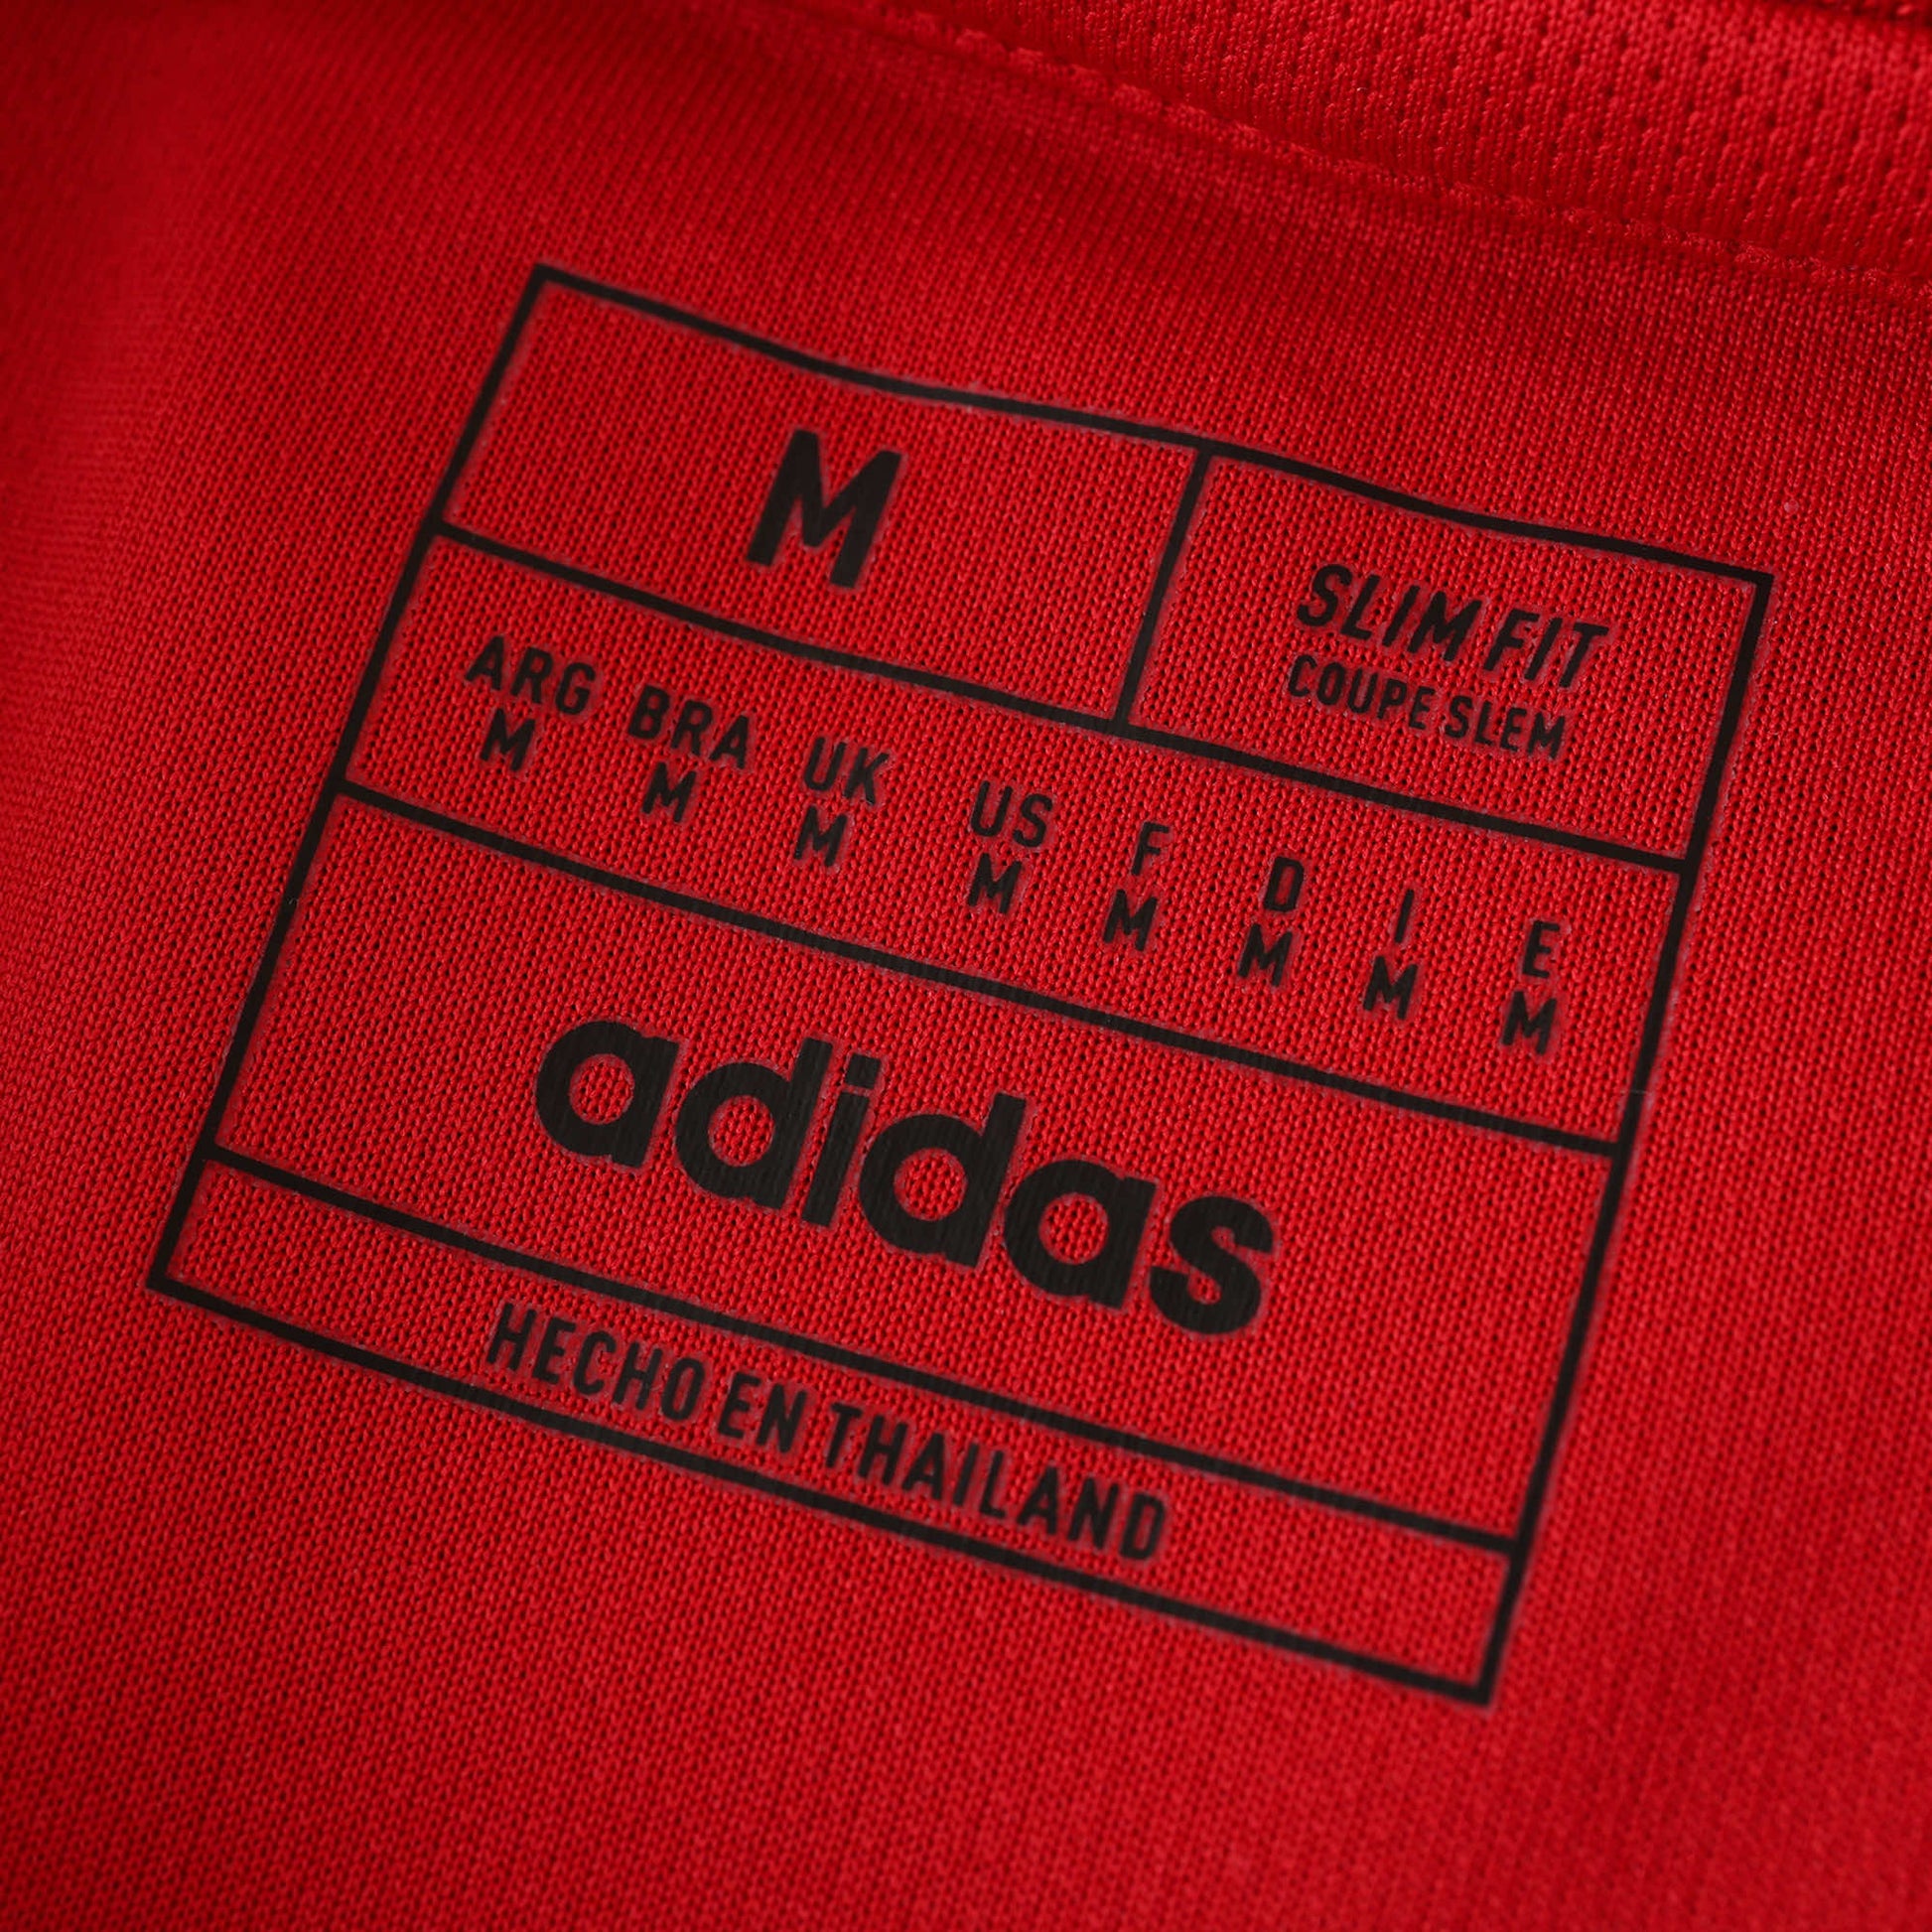 M
SLIM FIT
COUPE SLEM
ARG BRA UK US F D I E
M M M M M M M M
adidas
HECHO EN THAILAND